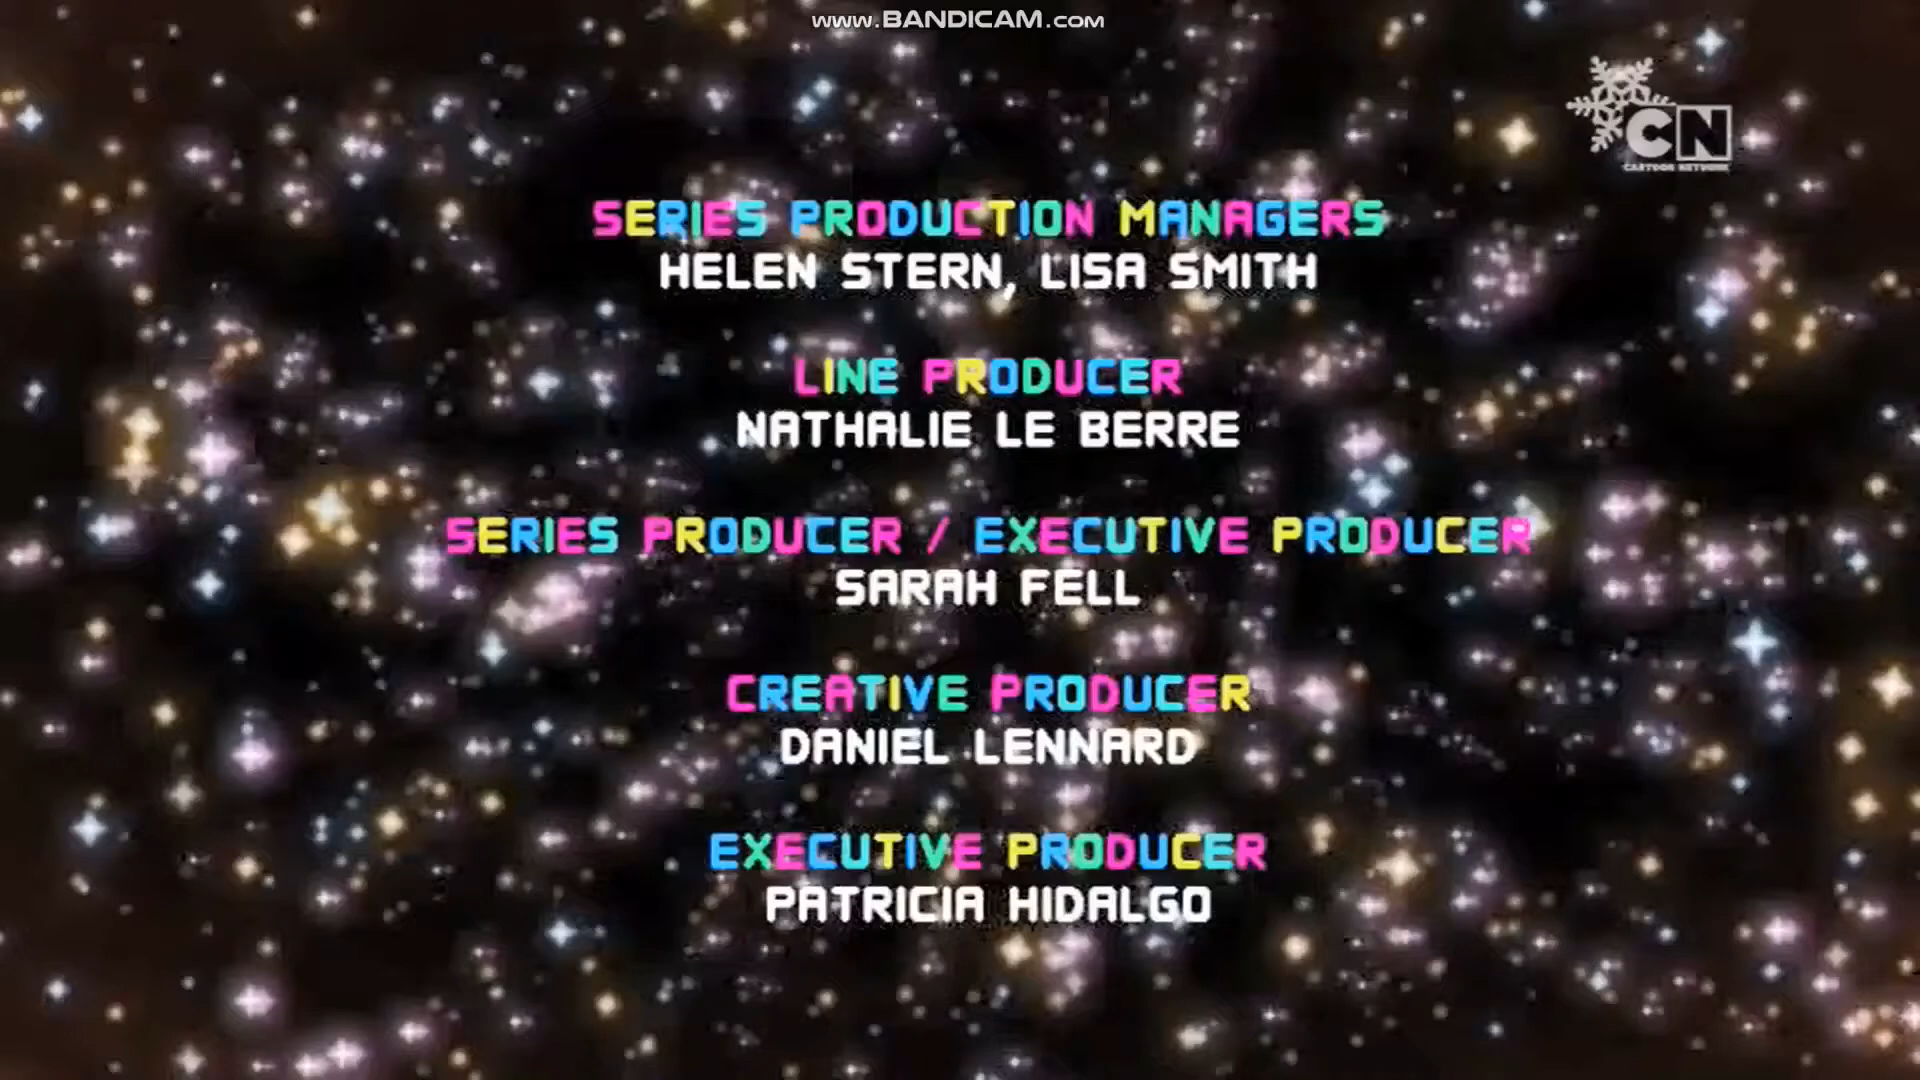 www.BANDICAM.com
CN
CARTOON NETWORK
SERIES PRODUCTION MANAGERS
HELEN STERN, LISA SMITH
LINE PRODUCER
NATHALIE LE BERRE
SERIES PRODUCER / EXECUTIVE PRODUCER
SARAH FELL
CREATIVE PRODUCER
DANIEL LENNARD
EXECUTIVE PRODUCER
PATRICIA HIDALGO